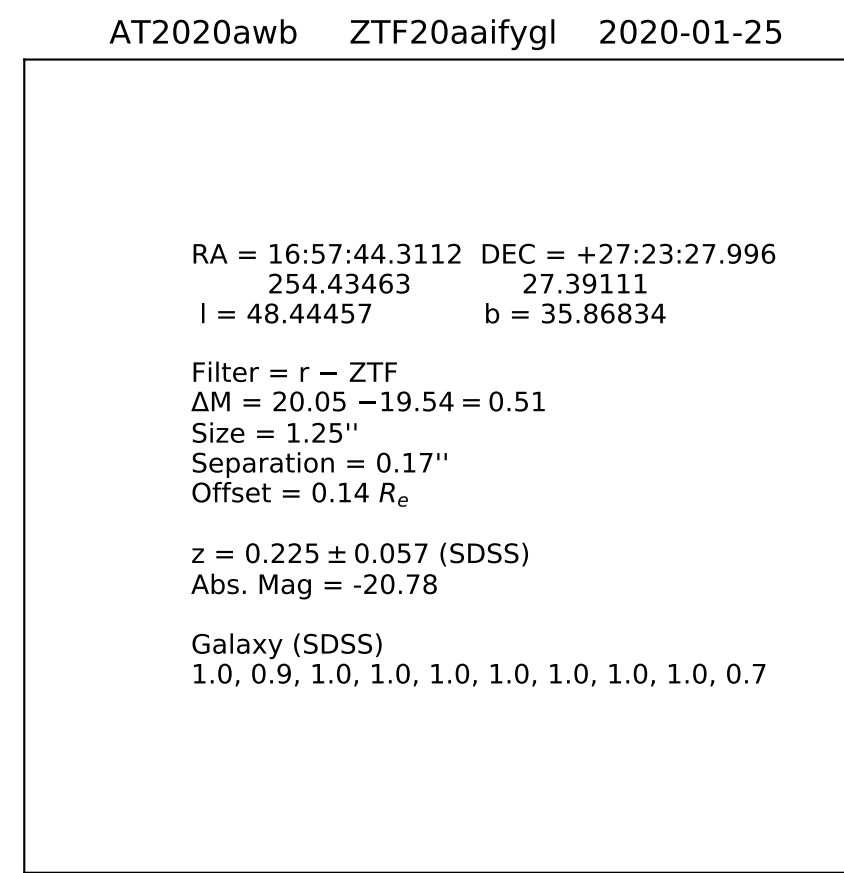 AT2020awb ZTF20aaifygl 2020-01-25
RA = 16:57:44.3112 DEC = +27:23:27.996
254.43463 27.39111
l = 48.44457 b = 35.86834
Filter = r − ZTF
ΔM = 20.05 −19.54 = 0.51
Size = 1.25''
Separation = 0.17''
Offset = 0.14 Rₑ
z = 0.225 ± 0.057 (SDSS)
Abs. Mag = -20.78
Galaxy (SDSS)
1.0, 0.9, 1.0, 1.0, 1.0, 1.0, 1.0, 1.0, 1.0, 0.7